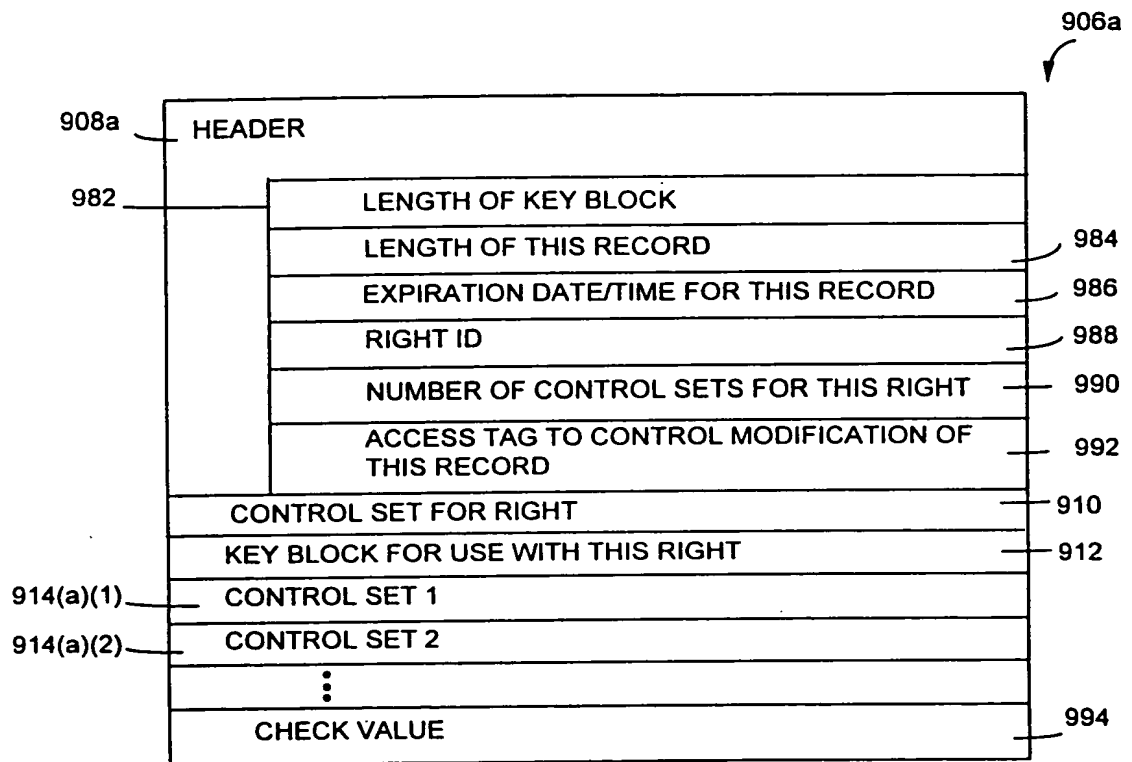 906a
908a HEADER
982 LENGTH OF KEY BLOCK
LENGTH OF THIS RECORD 984
EXPIRATION DATE/TIME FOR THIS RECORD 986
RIGHT ID 988
NUMBER OF CONTROL SETS FOR THIS RIGHT 990
ACCESS TAG TO CONTROL MODIFICATION OF
THIS RECORD 992
CONTROL SET FOR RIGHT 910
KEY BLOCK FOR USE WITH THIS RIGHT 912
914(a)(1) CONTROL SET 1
914(a)(2) CONTROL SET 2
⋮
CHECK VALUE 994